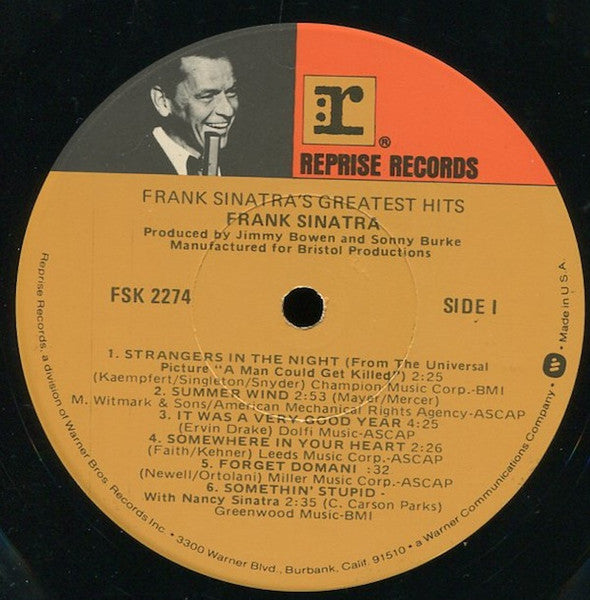 r
®
REPRISE RECORDS
FRANK SINATRA'S GREATEST HITS
FRANK SINATRA
Produced by Jimmy Bowen and Sonny Burke
Manufactured for Bristol Productions
FSK 2274
SIDE I
1. STRANGERS IN THE NIGHT (From The Universal
Picture "A Man Could Get Killed") 2:25
(Kaempfert/Singleton/Snyder) Champion Music Corp.-BMI
2. SUMMER WIND 2:53 (Mayer/Mercer)
M. Witmark & Sons/American Mechanical Rights Agency-ASCAP
3. IT WAS A VERY GOOD YEAR 4:25
(Ervin Drake) Dolfi Music-ASCAP
4. SOMEWHERE IN YOUR HEART 2:26
(Faith/Kehner) Leeds Music Corp.-ASCAP
5. FORGET DOMANI :32
(Newell/Ortolani) Miller Music Corp.-ASCAP
6. SOMETHIN' STUPID -
With Nancy Sinatra 2:35 (C. Carson Parks)
Greenwood Music-BMI
Reprise Records, a division of Warner Bros. Records Inc. • 3300 Warner Blvd., Burbank, Calif. 91510 • a Warner Communications Company • W • Made in U.S.A.